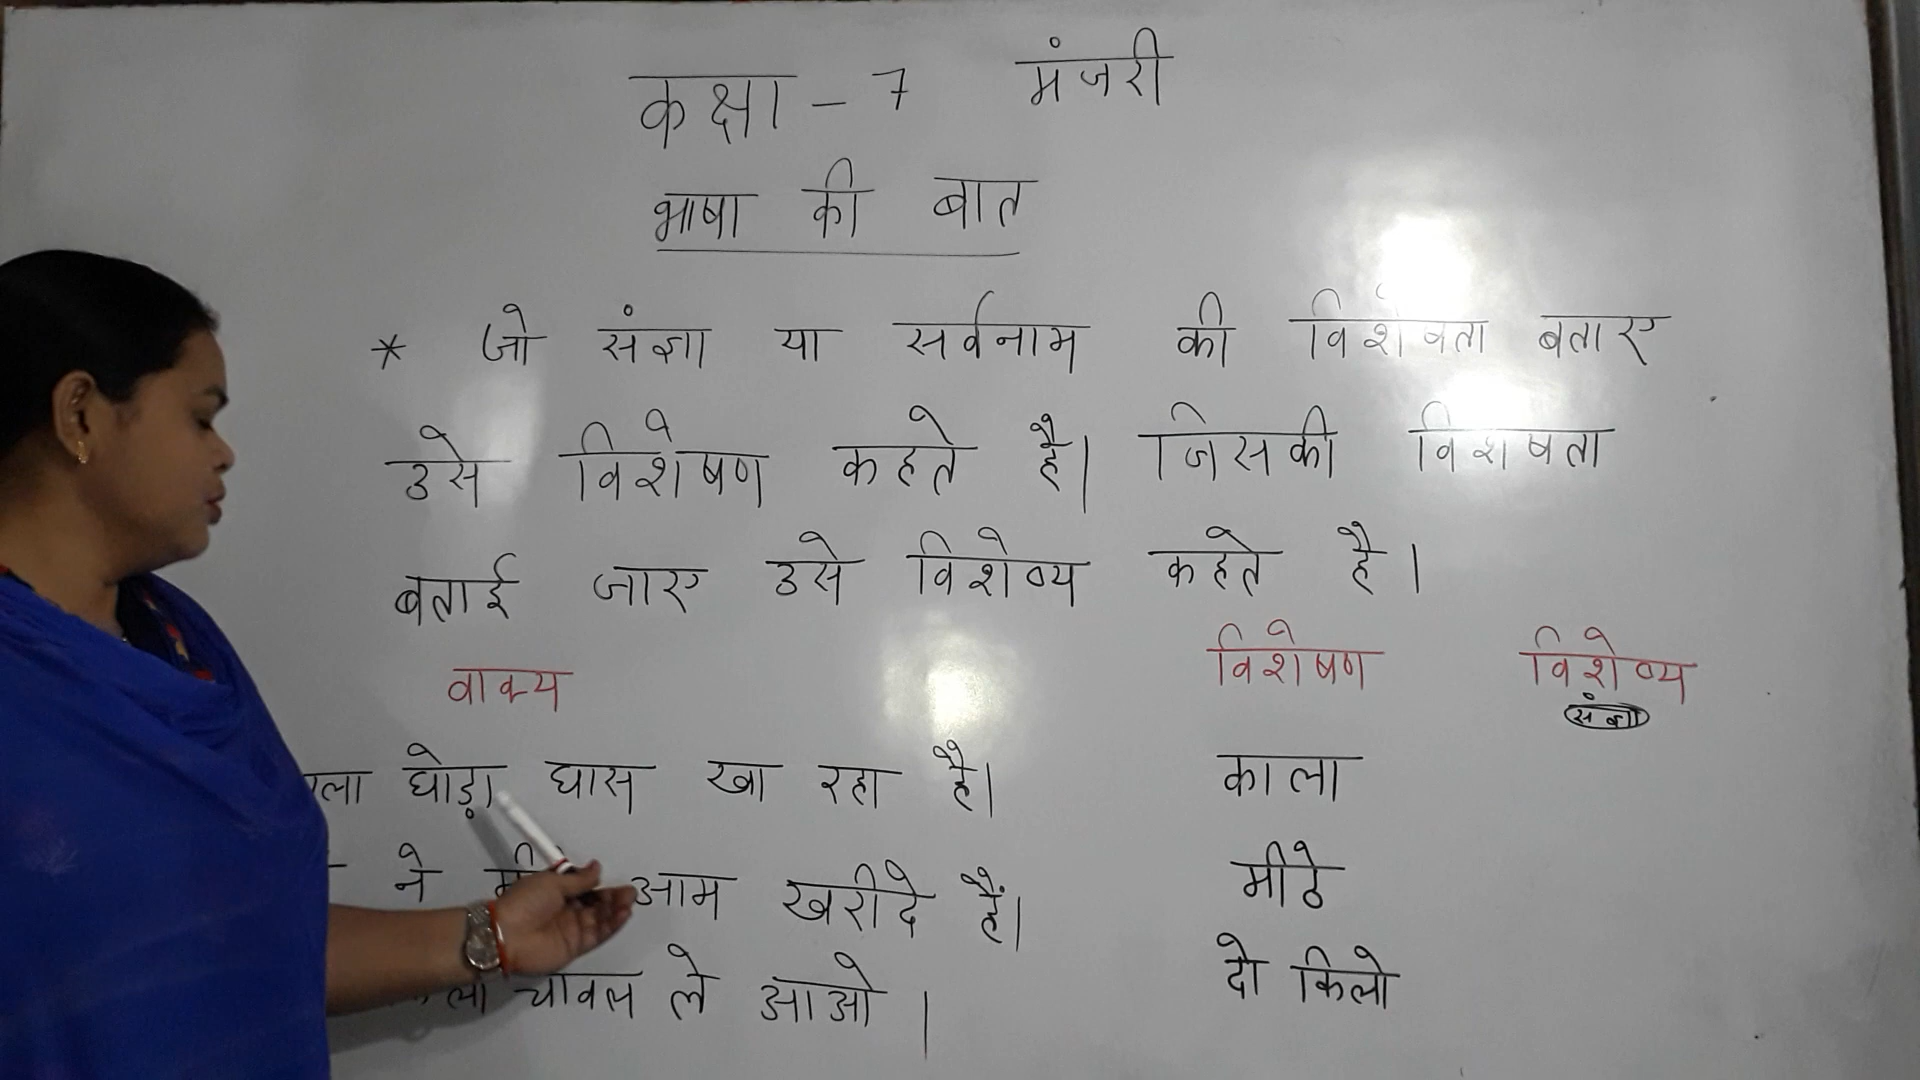 कक्षा - 7 मंजरी
भाषा की बात
* जो संज्ञा या सर्वनाम की विशेषता बताए
उसे विशेषण कहते है। जिसकी विशषता
बताई जाए उसे विशेष्य कहते है।
वाक्य विशेषण विशेष्य
संज्ञा
घोड़ा घास खा रहा है। काला
ने आम खरीदे हैं। मीठे
चावल ले आओ। दो किलो